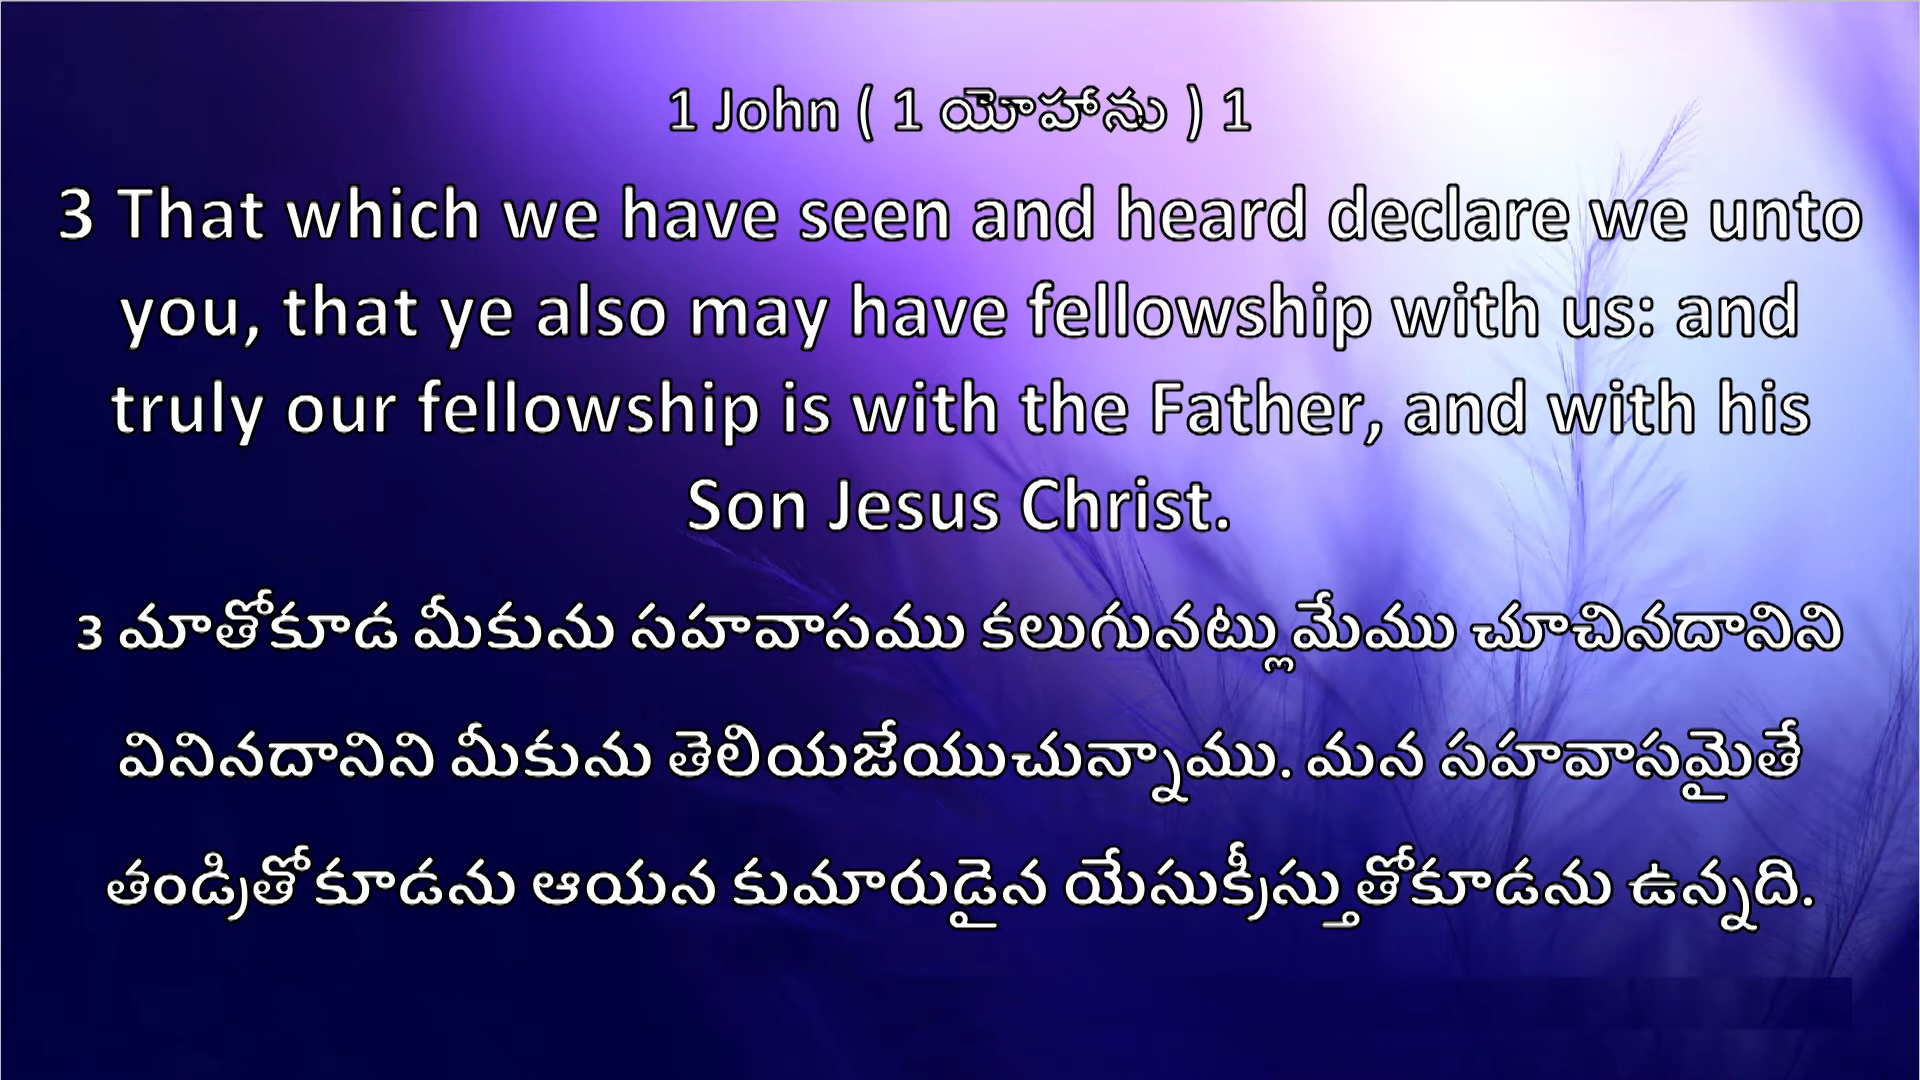 1 John ( 1 యోహాను ) 1
3 That which we have seen and heard declare we unto
you, that ye also may have fellowship with us: and
truly our fellowship is with the Father, and with his
Son Jesus Christ.
3 మాతోకూడ మీకును సహవాసము కలుగునట్లు మేము చూచినదానిని
వినినదానిని మీకును తెలియజేయుచున్నాము. మన సహవాసమైతే
తండ్రితో కూడను ఆయన కుమారుడైన యేసుక్రీస్తు తోకూడను ఉన్నది.